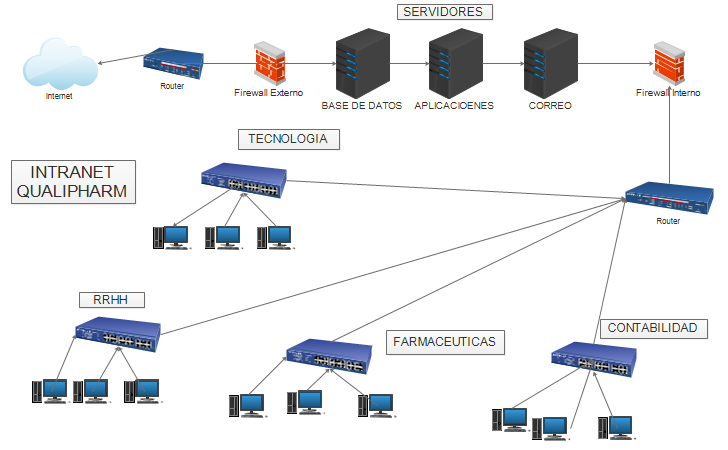 SERVIDORES
Internet
Router
Firewall Externo
BASE DE DATOS
APLICACIOENES
CORREO
Firewall Interno
TECNOLOGIA
INTRANET
QUALIPHARM
Router
RRHH
FARMACEUTICAS
CONTABILIDAD